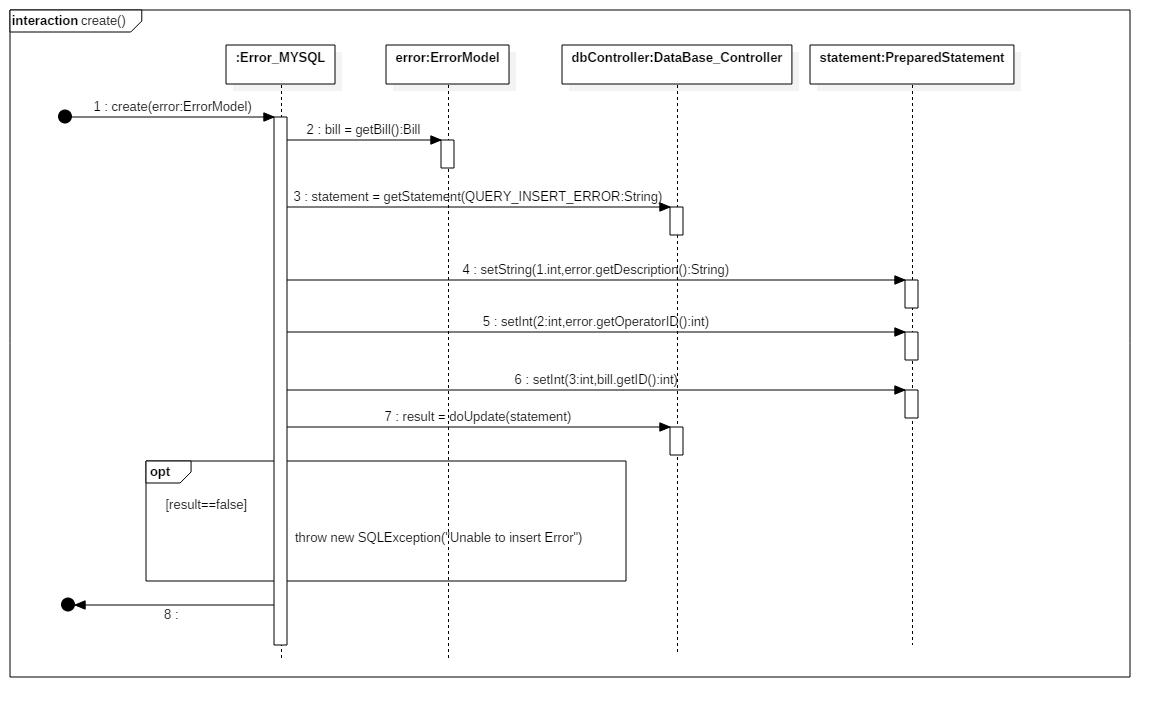 interaction create()
:Error_MYSQL
error:ErrorModel
dbController:DataBase_Controller
statement:PreparedStatement
1 : create(error:ErrorModel)
2 : bill = getBill():Bill
3 : statement = getStatement(QUERY_INSERT_ERROR:String)
4 : setString(1.int,error.getDescription():String)
5 : setInt(2:int,error.getOperatorID():int)
6 : setInt(3:int,bill.getID():int)
7 : result = doUpdate(statement)
opt
[result==false]
throw new SQLException("Unable to insert Error")
8 :